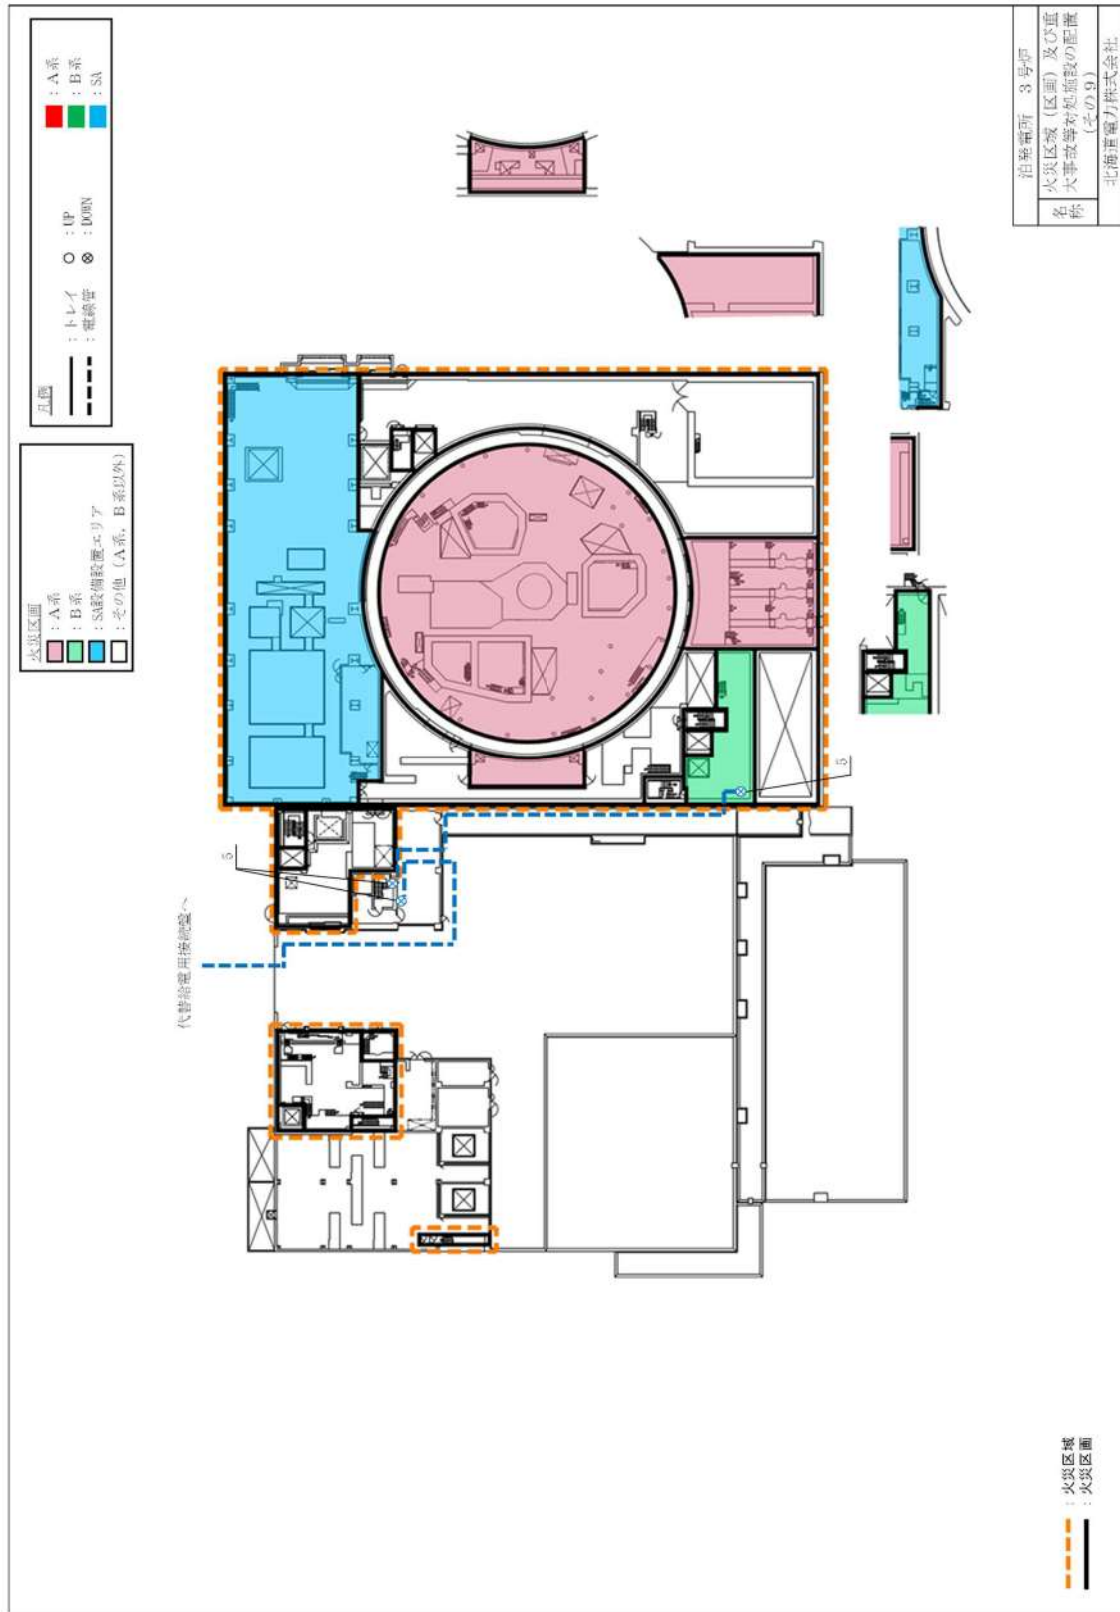 火災区画
：A系
：B系
：SA設備設置エリア
：その他（A系，B系以外）
凡例
：トレイ
：電線管
：UP
：DOWN
：A系
：B系
：SA
代替給電用接続盤へ
5
5
：火災区域
：火災区画
泊発電所　3号炉
名称
火災区域（区画）及び重
大事故等対処施設の配置
（その9）
北海道電力株式会社